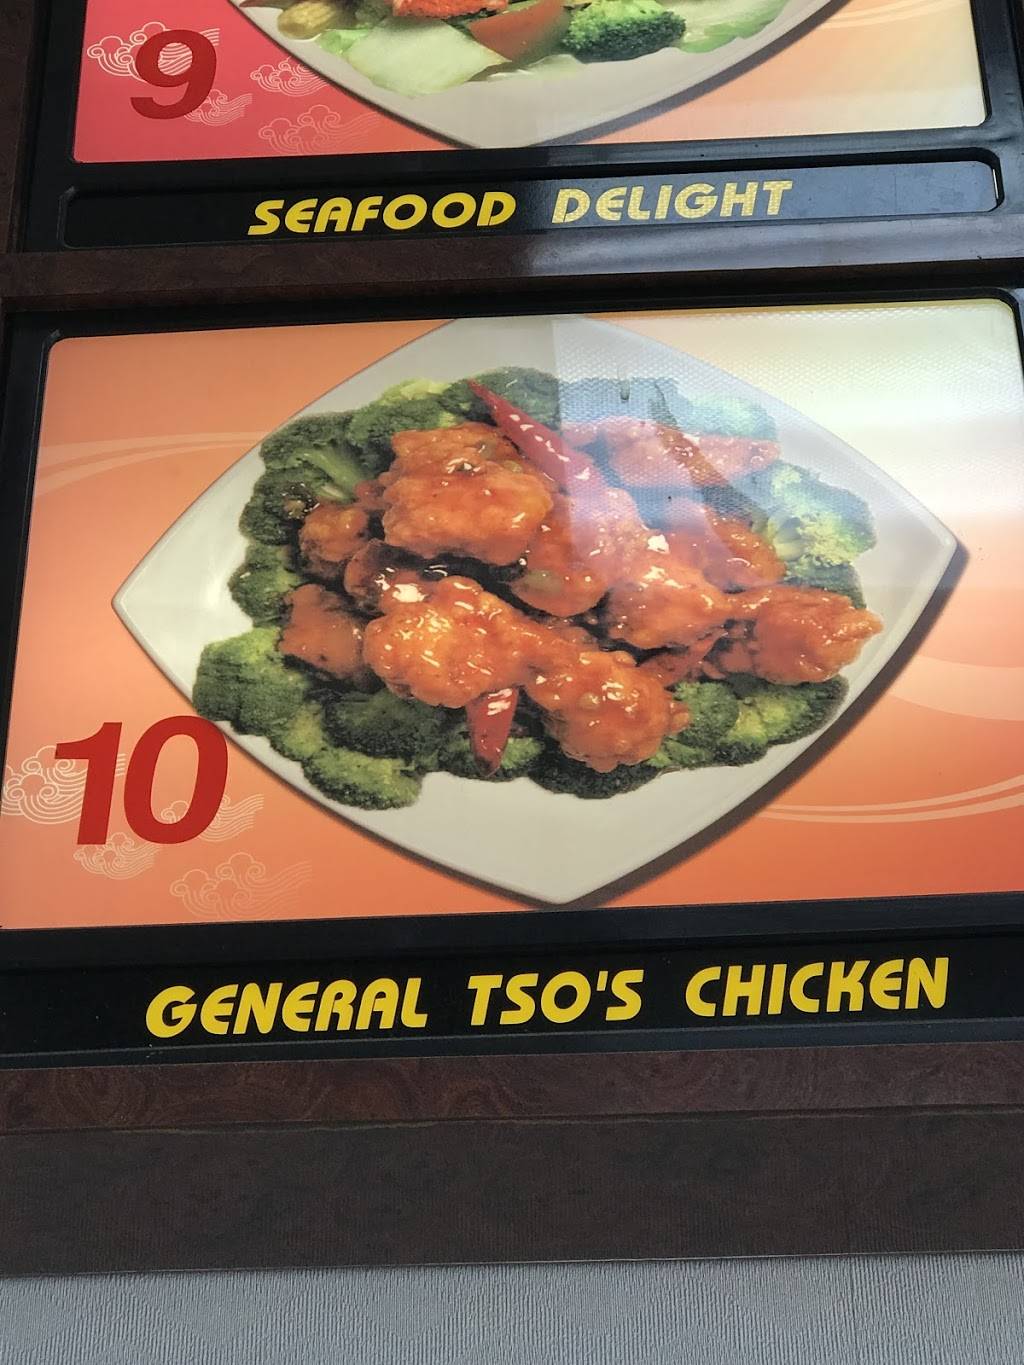 9
SEAFOOD DELIGHT
10
GENERAL TSO'S CHICKEN